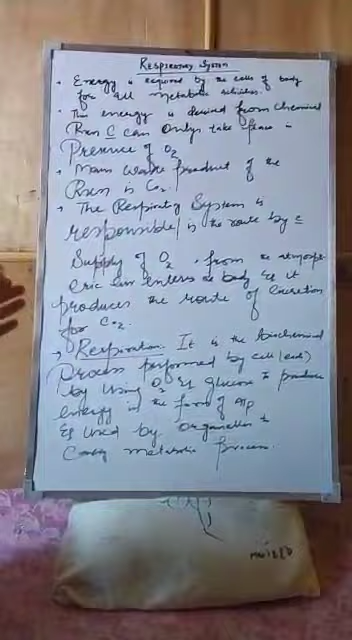 Respiratory System
• Energy is required by the cells of body
for all metabolic activities.
• This energy is derived from chemical
Rxn C can only take place in
Presence of O2
• Main waste product of the
Rxn is Co2.
• The Respiratory System is
responsible / is the route by C
Supply of O2 from atmosph
eric air enters body & it
produces the route of Excretion
for Co2.
→ Respiration: It is the biochemical
Process performed by cell
by using O2 & glucose to produce
energy in the form of ATP
& used by organelles to
Carry metabolic process.